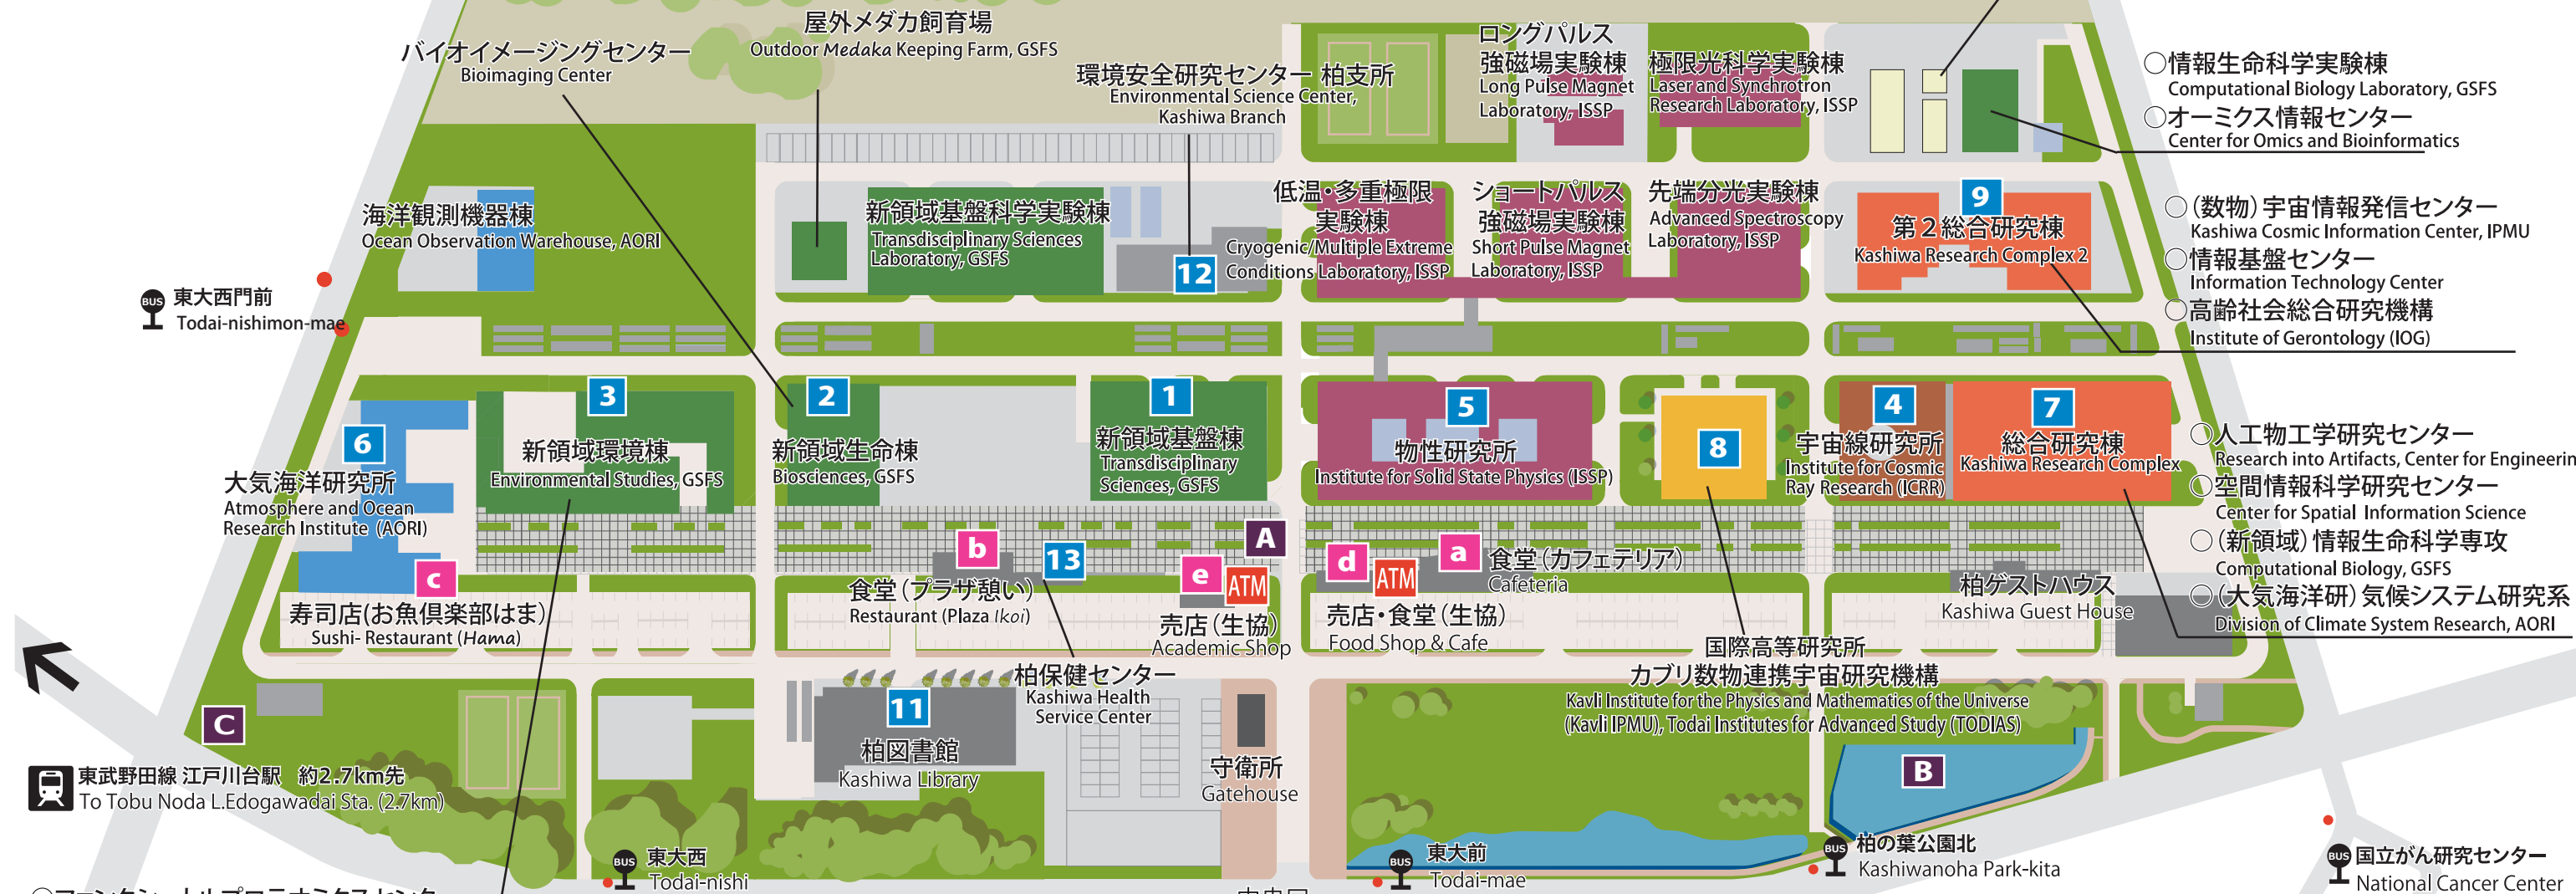 屋外メダカ飼育場
Outdoor Medaka Keeping Farm, GSFS
バイオイメージングセンター
Bioimaging Center
環境安全研究センター 柏支所
Environmental Science Center,
Kashiwa Branch
ロングパルス
強磁場実験棟
Long Pulse Magnet
Laboratory, ISSP
極限光科学実験棟
Laser and Synchrotron
Research Laboratory, ISSP
○情報生命科学実験棟
Computational Biology Laboratory, GSFS
○オーミクス情報センター
Center for Omics and Bioinformatics
海洋観測機器棟
Ocean Observation Warehouse, AORI
新領域基盤科学実験棟
Transdisciplinary Sciences
Laboratory, GSFS
12
低温・多重極限
実験棟
Cryogenic/Multiple Extreme
Conditions Laboratory, ISSP
ショートパルス
強磁場実験棟
Short Pulse Magnet
Laboratory, ISSP
先端分光実験棟
Advanced Spectroscopy
Laboratory, ISSP
9
第2総合研究棟
Kashiwa Research Complex 2
○(数物)宇宙情報発信センター
Kashiwa Cosmic Information Center, IPMU
○情報基盤センター
Information Technology Center
○高齢社会総合研究機構
Institute of Gerontology (IOG)
BUS
東大西門前
Todai-nishimon-mae
6
大気海洋研究所
Atmosphere and Ocean
Research Institute (AORI)
3
新領域環境棟
Environmental Studies, GSFS
2
新領域生命棟
Biosciences, GSFS
1
新領域基盤棟
Transdisciplinary
Sciences, GSFS
5
物性研究所
Institute for Solid State Physics (ISSP)
8
4
宇宙線研究所
Institute for Cosmic
Ray Research (ICRR)
7
総合研究棟
Kashiwa Research Complex
○人工物工学研究センター
Research into Artifacts, Center for Engineerin
○空間情報科学研究センター
Center for Spatial Information Science
○(新領域)情報生命科学専攻
Computational Biology, GSFS
○(大気海洋研)気候システム研究系
Division of Climate System Research, AORI
c
寿司店(お魚倶楽部はま)
Sushi- Restaurant (Hama)
b
食堂(プラザ憩い)
Restaurant (Plaza Ikoi)
13
A
e
ATM
売店(生協)
Academic Shop
d
ATM
売店・食堂(生協)
Food Shop & Cafe
a
食堂(カフェテリア)
Cafeteria
柏ゲストハウス
Kashiwa Guest House
柏保健センター
Kashiwa Health
Service Center
国際高等研究所
カブリ数物連携宇宙研究機構
Kavli Institute for the Physics and Mathematics of the Universe
(Kavli IPMU), Todai Institutes for Advanced Study (TODIAS)
C
11
柏図書館
Kashiwa Library
守衛所
Gatehouse
B
東武野田線 江戸川台駅 約2.7km先
To Tobu Noda L.Edogawadai Sta. (2.7km)
BUS
東大西
Todai-nishi
BUS
東大前
Todai-mae
BUS
柏の葉公園北
Kashiwanoha Park-kita
BUS
国立がん研究センター
National Cancer Center